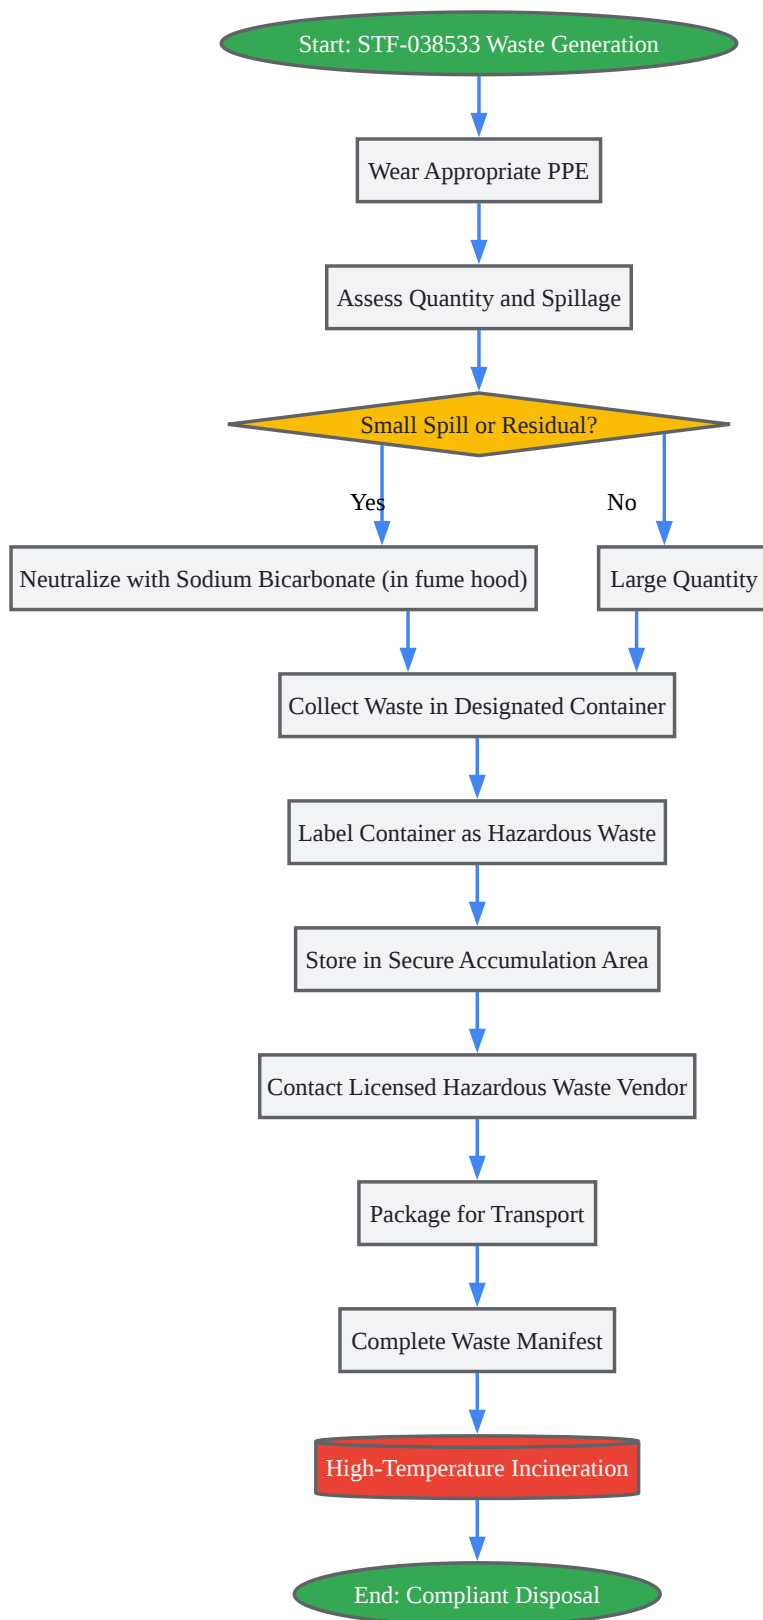 Start: STF-038533 Waste Generation
Wear Appropriate PPE
Assess Quantity and Spillage
Small Spill or Residual?
Yes
No
Neutralize with Sodium Bicarbonate (in fume hood)
Large Quantity
Collect Waste in Designated Container
Label Container as Hazardous Waste
Store in Secure Accumulation Area
Contact Licensed Hazardous Waste Vendor
Package for Transport
Complete Waste Manifest
High-Temperature Incineration
End: Compliant Disposal